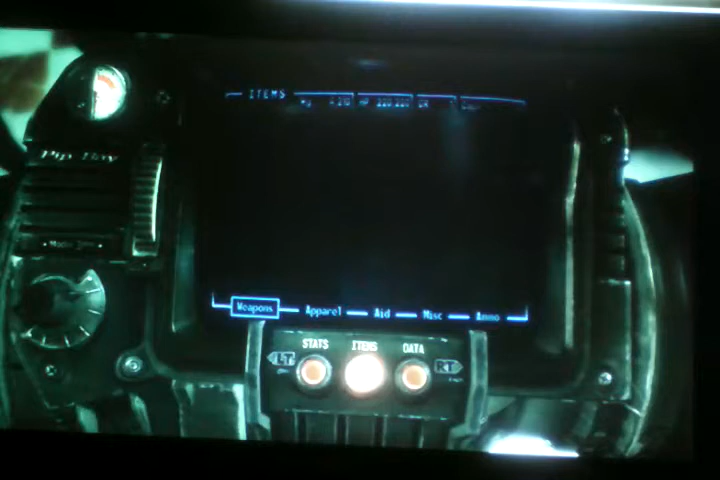 ITEMS
Pip Boy
Weapons Apparel Aid Misc Ammo
STATS ITEMS DATA
LT RT